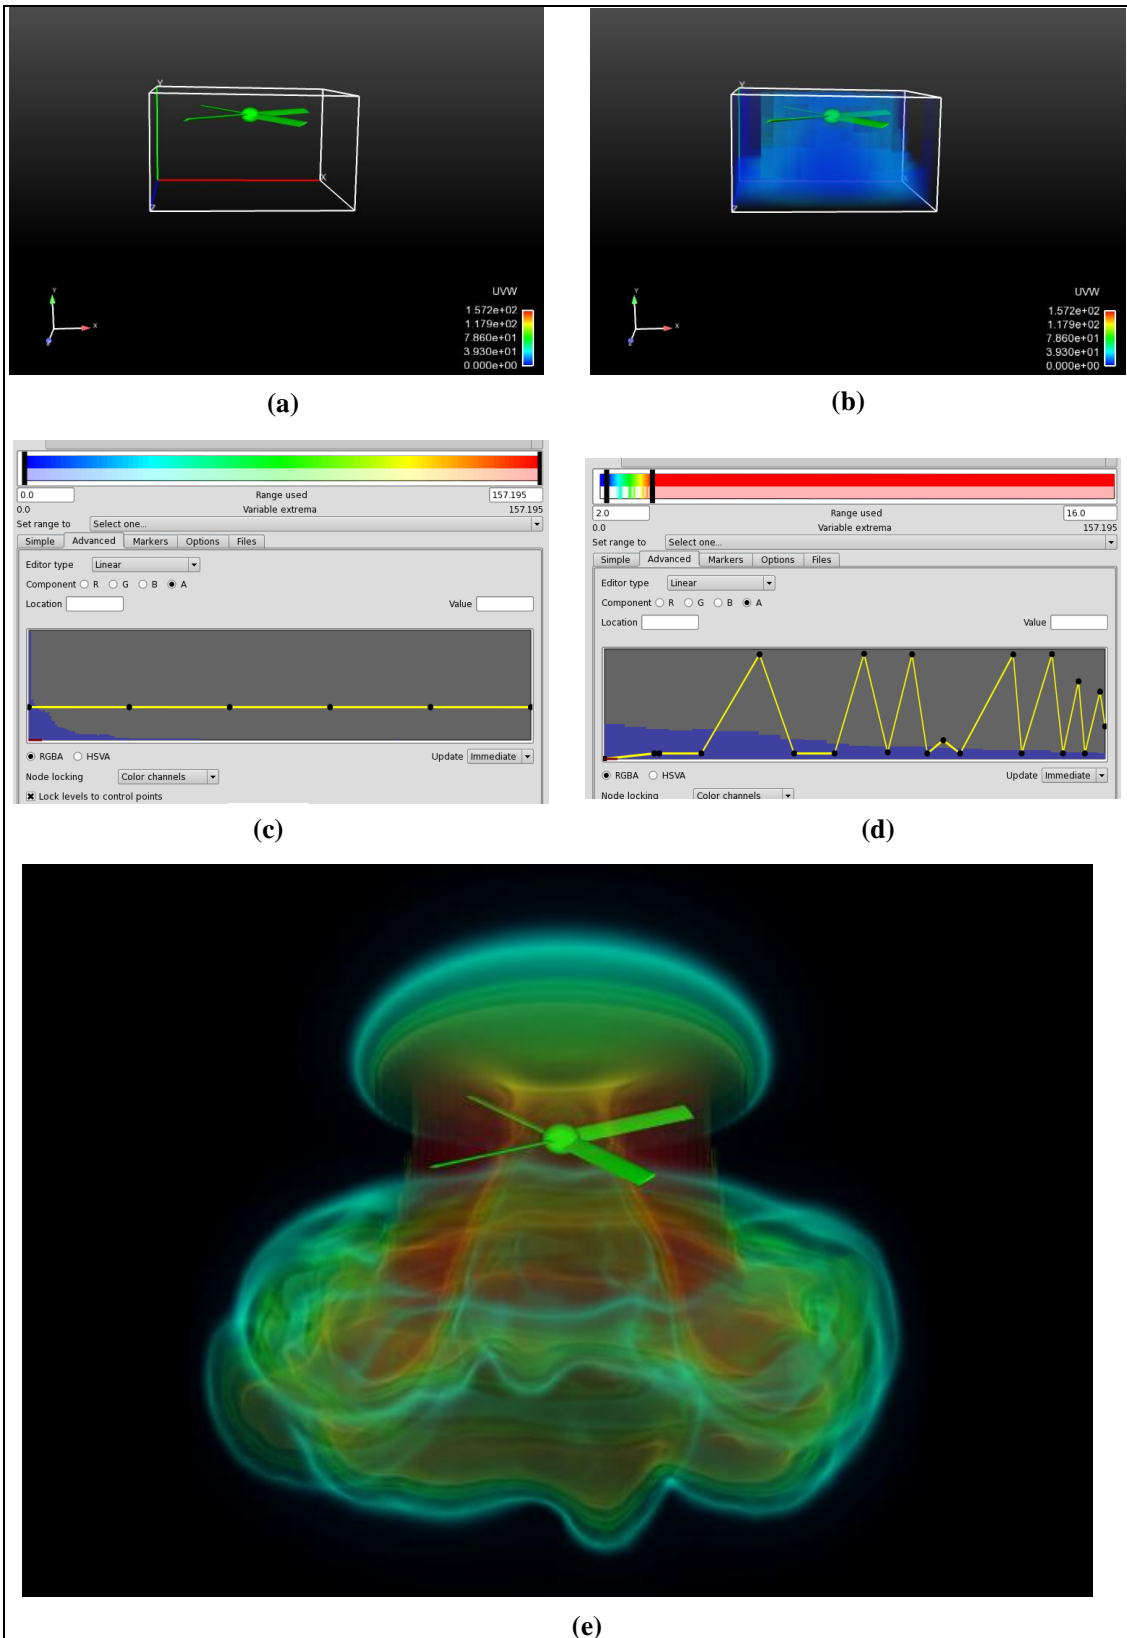 Y
X
Z
Y
X
Z
UVW
1.572e+02
1.179e+02
7.860e+01
3.930e+01
0.000e+00
(a)
Y
X
Z
Y
X
Z
UVW
1.572e+02
1.179e+02
7.860e+01
3.930e+01
0.000e+00
(b)
0.0 Range used 157.195
0.0 Variable extrema 157.195
Set range to Select one...
Simple Advanced Markers Options Files
Editor type Linear
Component R G B A
Location Value
RGBA HSVA Update Immediate
Node locking Color channels
Lock levels to control points
(c)
2.0 Range used 16.0
0.0 Variable extrema 157.195
Set range to Select one...
Simple Advanced Markers Options Files
Editor type Linear
Component R G B A
Location Value
RGBA HSVA Update Immediate
Node locking Color channels
(d)
(e)